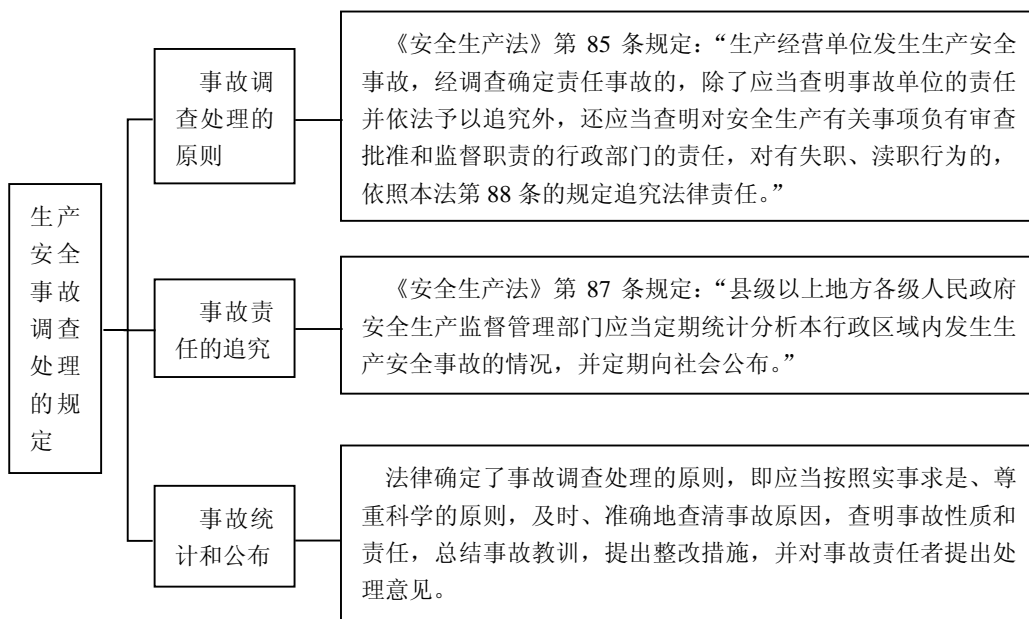 生产
安全
事故
调查
处理
的规
定
事故调
查处理的
原则
《安全生产法》第 85 条规定：“生产经营单位发生生产安全
事故，经调查确定责任事故的，除了应当查明事故单位的责任
并依法予以追究外，还应当查明对安全生产有关事项负有审查
批准和监督职责的行政部门的责任，对有失职、渎职行为的，
依照本法第 88 条的规定追究法律责任。”
事故责
任的追究
《安全生产法》第 87 条规定：“县级以上地方各级人民政府
安全生产监督管理部门应当定期统计分析本行政区域内发生生
产安全事故的情况，并定期向社会公布。”
事故统
计和公布
法律确定了事故调查处理的原则，即应当按照实事求是、尊
重科学的原则，及时、准确地查清事故原因，查明事故性质和
责任，总结事故教训，提出整改措施，并对事故责任者提出处
理意见。